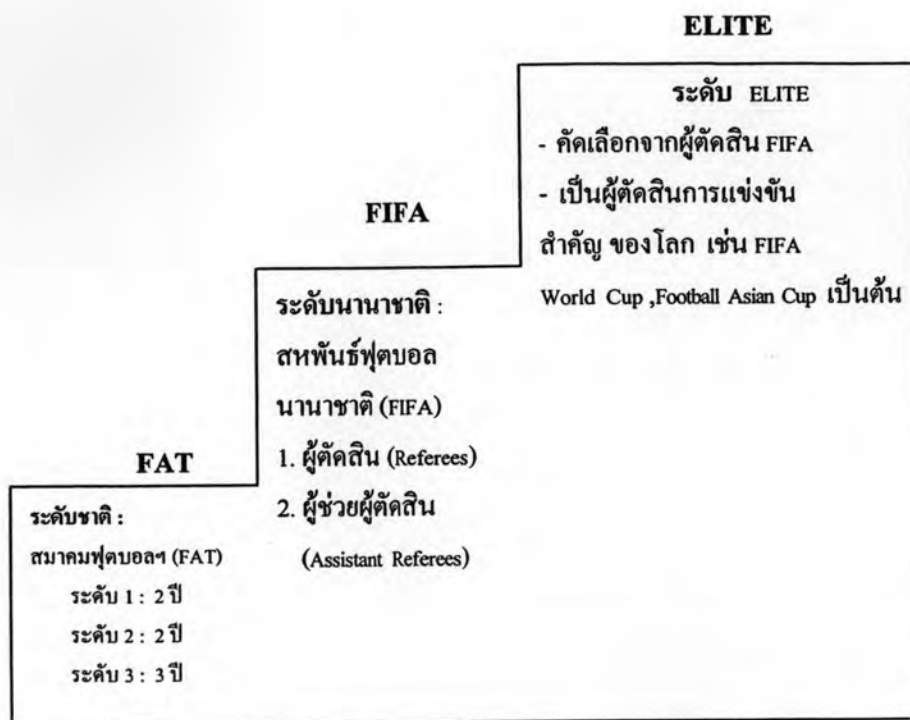 ELITE
ระดับ ELITE
- คัดเลือกจากผู้ตัดสิน FIFA
- เป็นผู้ตัดสินการแข่งขัน
สำคัญ ของโลก เช่น FIFA
World Cup ,Football Asian Cup เป็นต้น
FIFA
ระดับนานาชาติ :
สหพันธ์ฟุตบอล
นานาชาติ (FIFA)
1. ผู้ตัดสิน (Referees)
2. ผู้ช่วยผู้ตัดสิน
(Assistant Referees)
FAT
ระดับชาติ :
สมาคมฟุตบอลฯ (FAT)
ระดับ 1 : 2 ปี
ระดับ 2 : 2 ปี
ระดับ 3 : 3 ปี